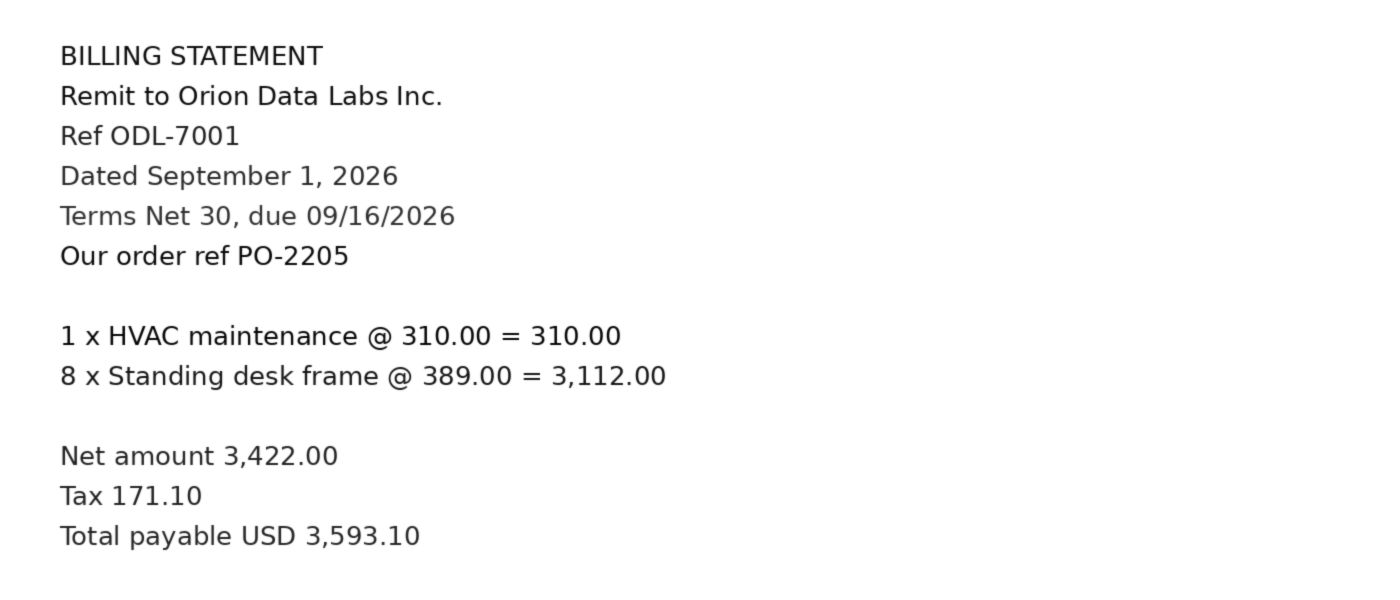 BILLING STATEMENT
Remit to Orion Data Labs Inc.
Ref ODL-7001
Dated September 1, 2026
Terms Net 30, due 09/16/2026
Our order ref PO-2205
1 x HVAC maintenance @ 310.00 = 310.00
8 x Standing desk frame @ 389.00 = 3,112.00
Net amount 3,422.00
Tax 171.10
Total payable USD 3,593.10